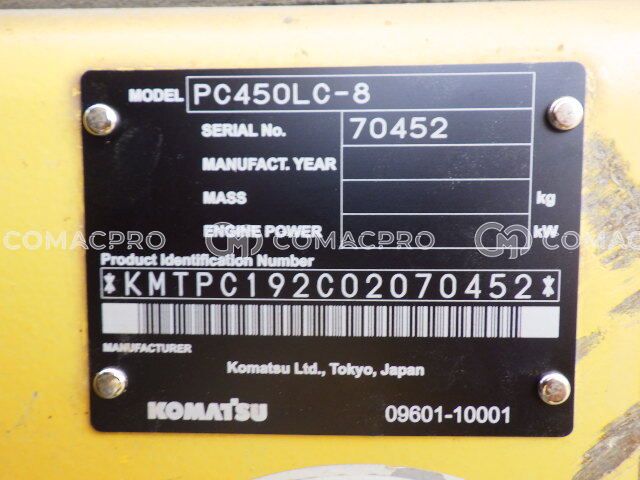 MODEL PC450LC-8
SERIAL No. 70452
MANUFACT. YEAR
MASS kg
ENGINE POWER kW
COMACPRO COMACPRO COMACPRO
Product Identification Number
*KMTPC192C02070452*
MANUFACTURER
Komatsu Ltd., Tokyo, Japan
KOMATSU 09601-10001